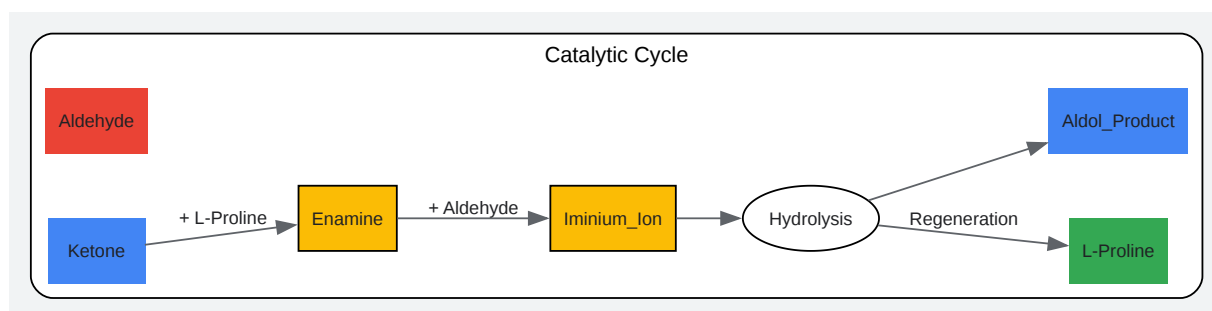 Catalytic Cycle
Aldehyde
Aldol_Product
+ L-Proline
Enamine
+ Aldehyde
Iminium_Ion
Hydrolysis
Regeneration
Ketone
L-Proline